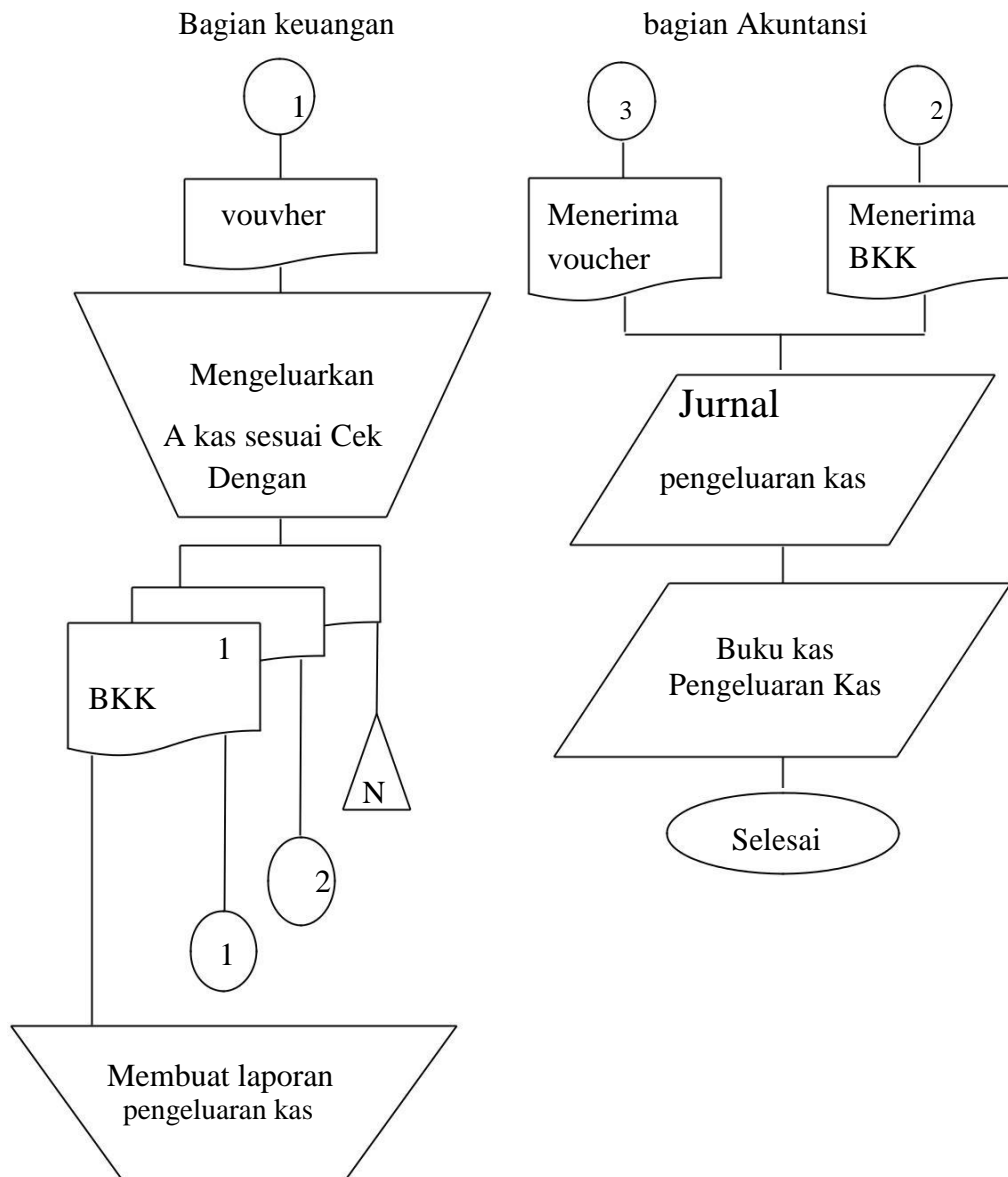 Bagian keuangan
bagian Akuntansi
1
vouvher
Mengeluarkan
A kas sesuai Cek
Dengan
1
BKK
N
2
1
Membuat laporan
pengeluaran kas
3
2
Menerima
voucher
Menerima
BKK
Jurnal
pengeluaran kas
Buku kas
Pengeluaran Kas
Selesai